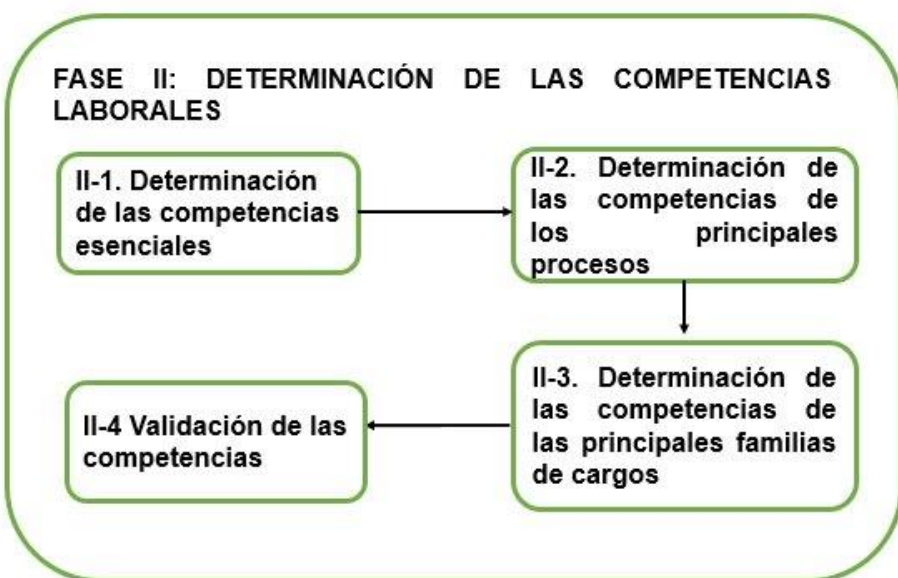 FASE II: DETERMINACIÓN DE LAS COMPETENCIAS
LABORALES
II-1. Determinación
de las competencias
esenciales
II-2. Determinación de
las competencias de
los principales
procesos
II-3. Determinación de
las competencias de
las principales familias
de cargos
II-4 Validación de las
competencias